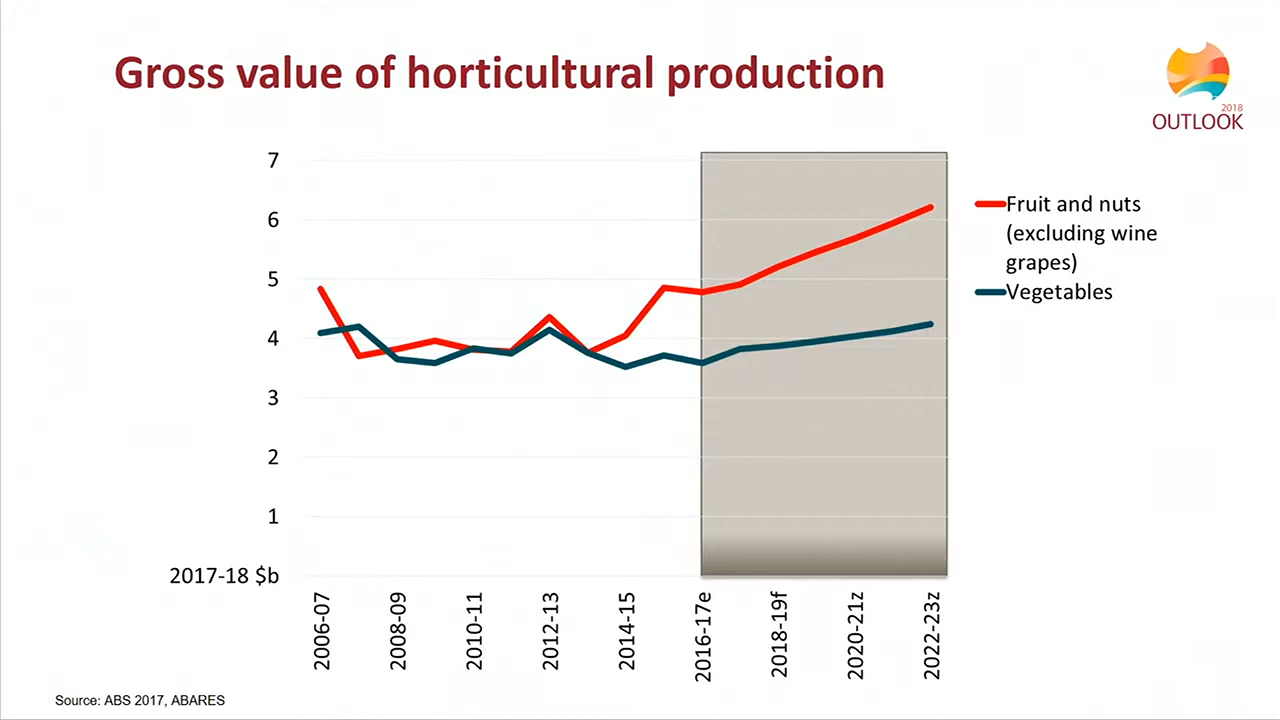 Gross value of horticultural production
2018
OUTLOOK
7
6
5
4
3
2
1
2017-18 $b
2006-07
2008-09
2010-11
2012-13
2014-15
2016-17e
2018-19f
2020-21z
2022-23z
Fruit and nuts
(excluding wine
grapes)
Vegetables
Source: ABS 2017, ABARES